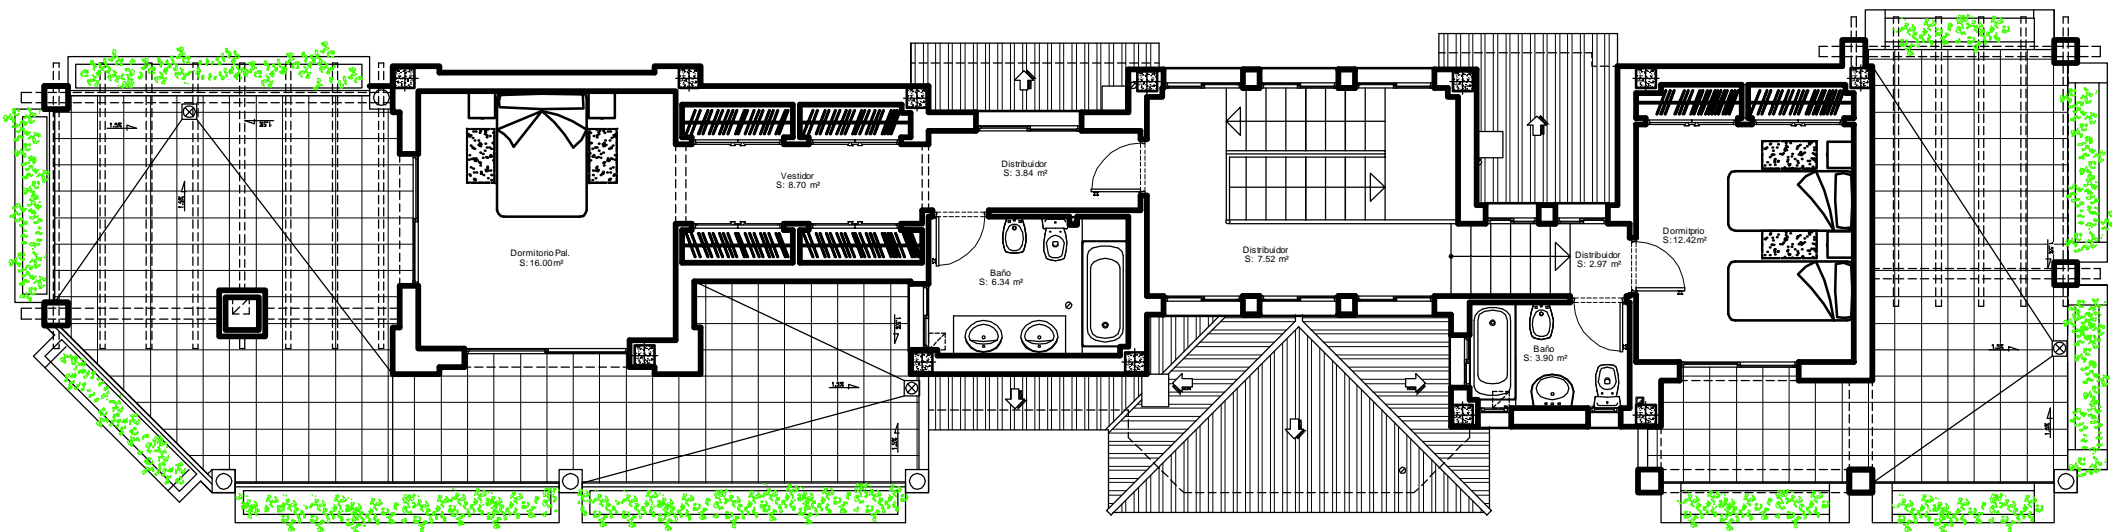 Distribuidor
S: 3.84 m²
Vestidor
S: 8.70 m²
Dormitorio Pal.
S: 16.00m²
Baño
S: 6.34 m²
Distribuidor
S: 7.52 m²
Distribuidor
S: 2.97 m²
Dormitprio
S:12.42m²
Baño
S: 3.90 m²